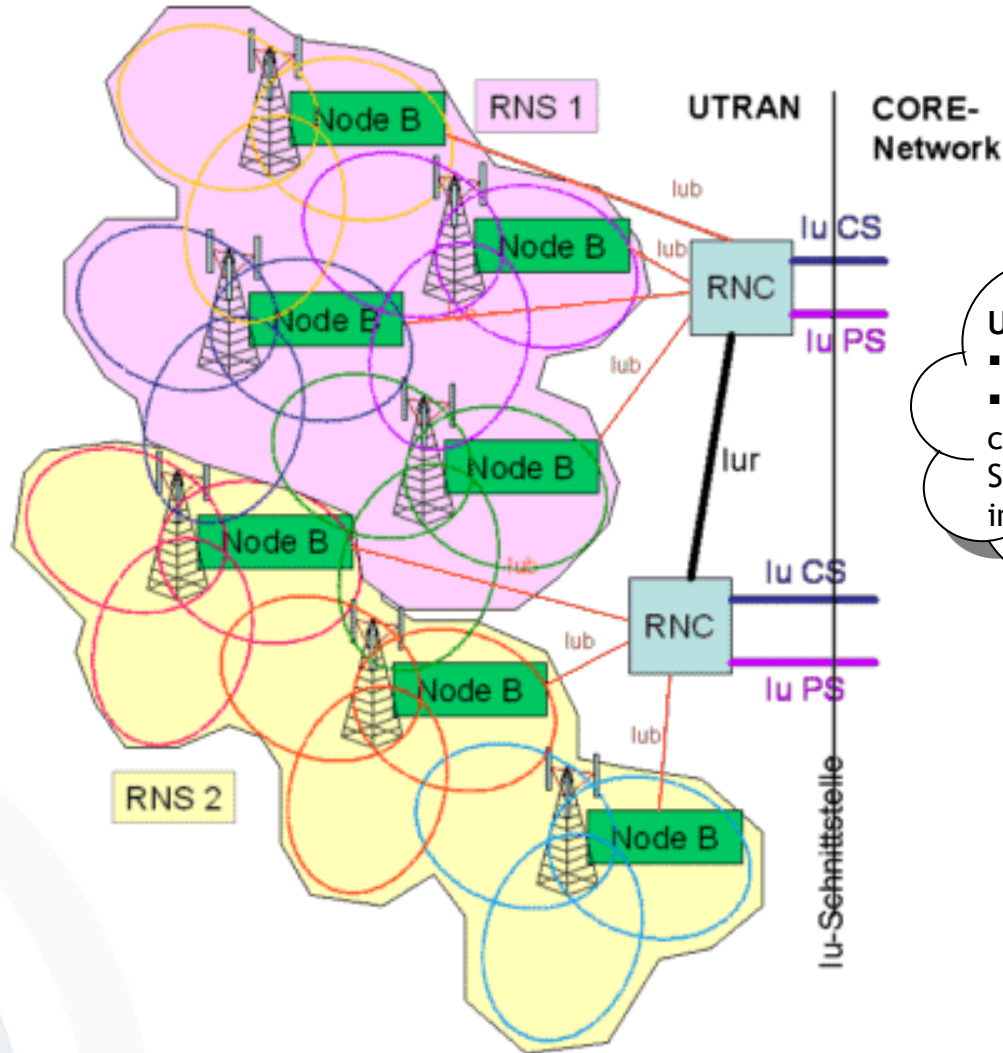 Node B
RNS 1
UTRAN
CORE-
Network
Iub
Node B
Iub
Iu CS
RNC
Node B
Iub
Iu PS
Iub
Node B
Iur
Node B
Iub
Iu CS
RNC
Iub
Iu PS
Node B
Iub
RNS 2
Node B
Iu-Schnittstelle